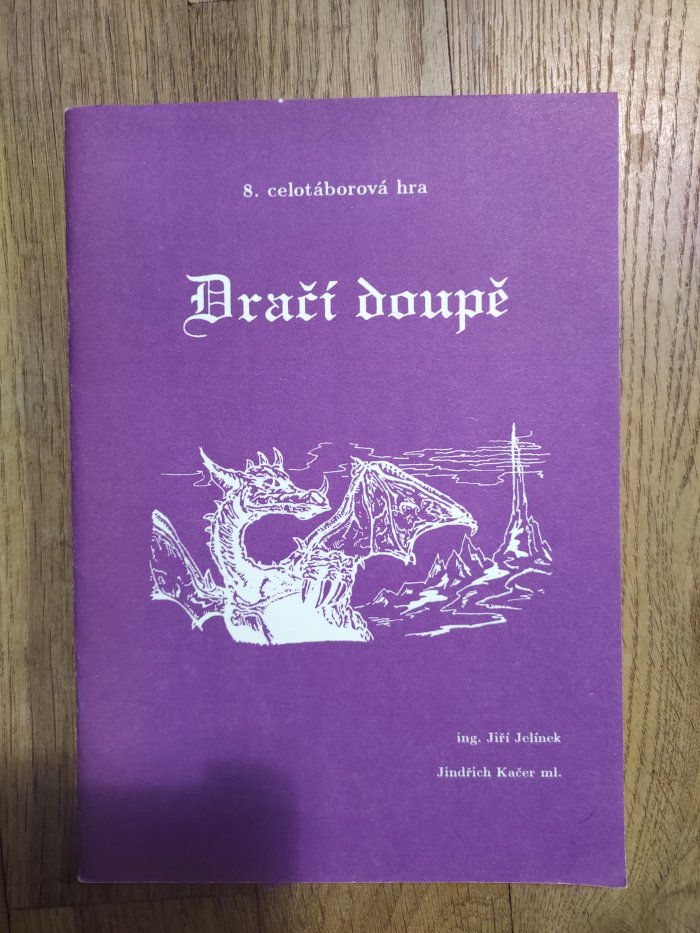 8. celotáborová hra
Dračí doupě
ing. Jiří Jelínek
Jindřich Kačer ml.